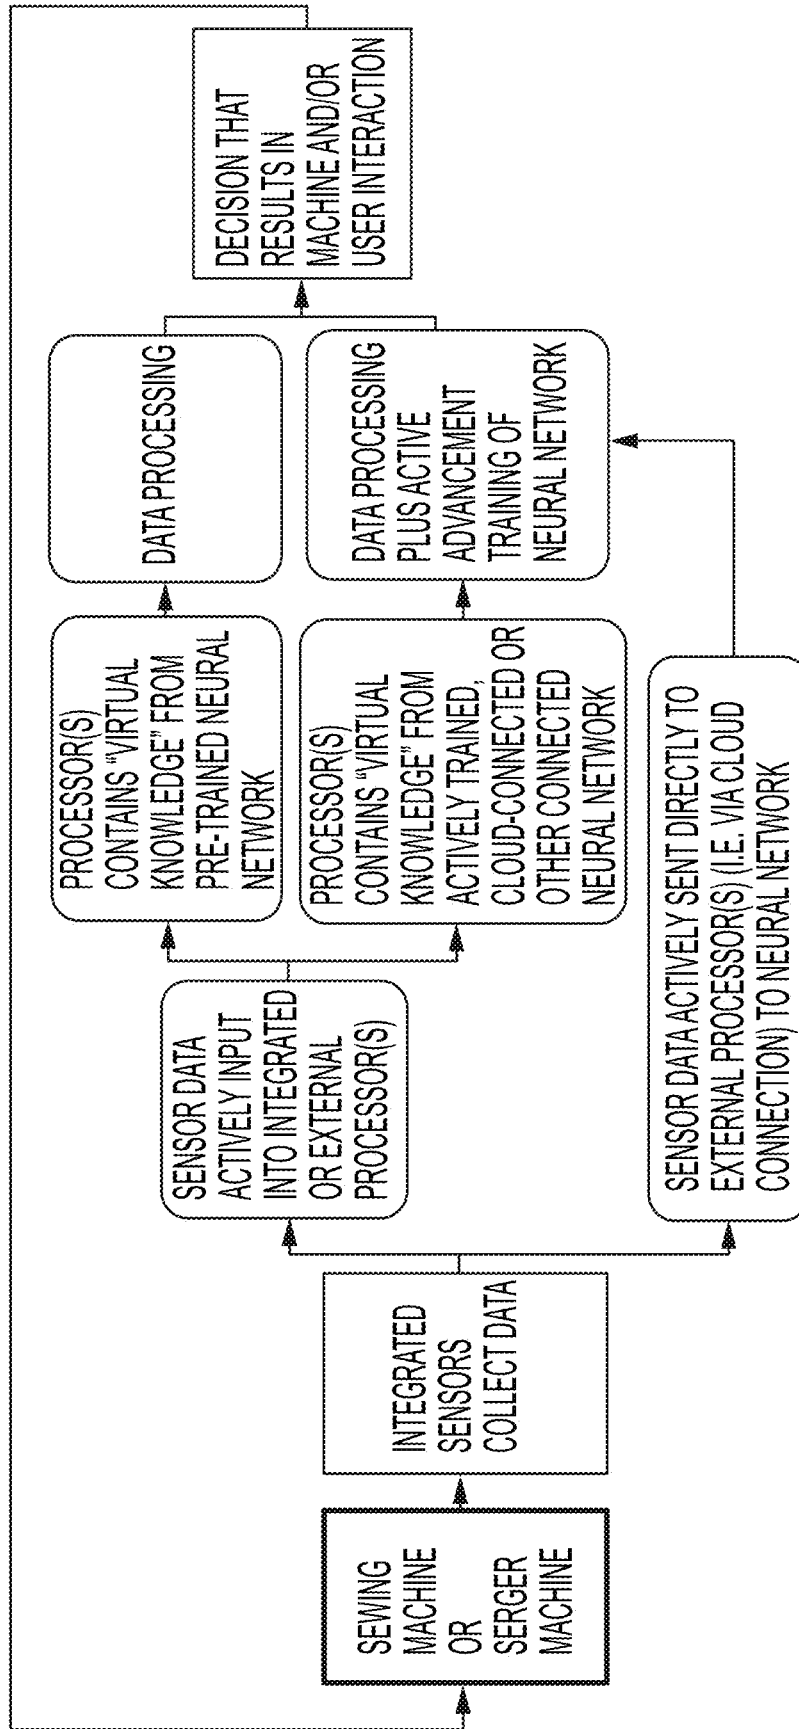 SEWING
MACHINE
OR
SERGER
MACHINE
INTEGRATED
SENSORS
COLLECT DATA
SENSOR DATA
ACTIVELY INPUT
INTO INTEGRATED
OR EXTERNAL
PROCESSOR(S)
PROCESSOR(S)
CONTAINS “VIRTUAL
KNOWLEDGE” FROM
PRE-TRAINED NEURAL
NETWORK
DATA PROCESSING
PROCESSOR(S)
CONTAINS “VIRTUAL
KNOWLEDGE” FROM
ACTIVELY TRAINED,
CLOUD-CONNECTED OR
OTHER CONNECTED
NEURAL NETWORK
DATA PROCESSING
PLUS ACTIVE
ADVANCEMENT
TRAINING OF
NEURAL NETWORK
SENSOR DATA ACTIVELY SENT DIRECTLY TO
EXTERNAL PROCESSOR(S) (I.E. VIA CLOUD
CONNECTION) TO NEURAL NETWORK
DECISION THAT
RESULTS IN
MACHINE AND/OR
USER INTERACTION